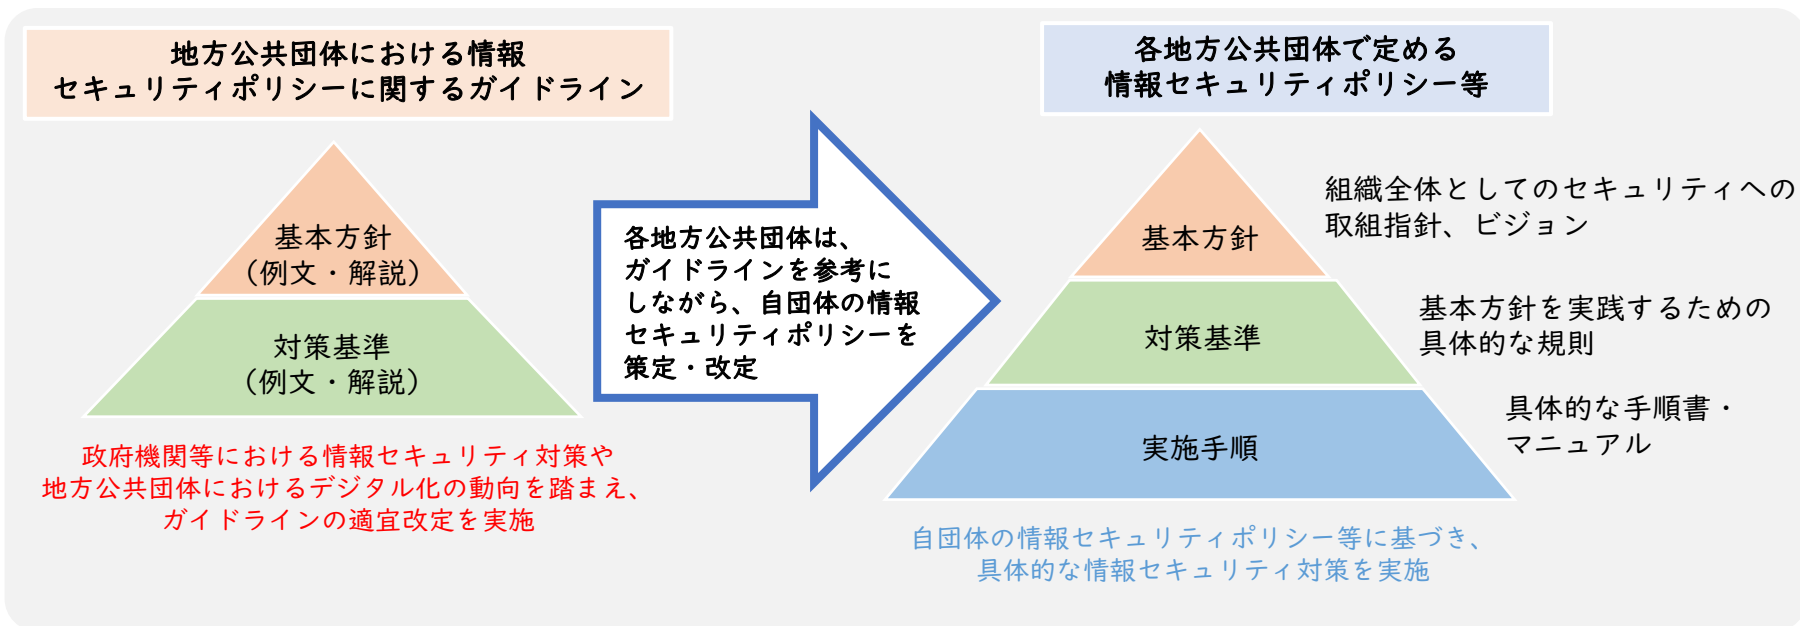 地方公共団体における情報
セキュリティポリシーに関するガイドライン
基本方針
（例文・解説）
対策基準
（例文・解説）
政府機関等における情報セキュリティ対策や
地方公共団体におけるデジタル化の動向を踏まえ、
ガイドラインの適宜改定を実施
各地方公共団体は、
ガイドラインを参考に
しながら、自団体の情報
セキュリティポリシーを
策定・改定
各地方公共団体で定める
情報セキュリティポリシー等
基本方針
組織全体としてのセキュリティへの
取組指針、ビジョン
対策基準
基本方針を実践するための
具体的な規則
実施手順
具体的な手順書・
マニュアル
自団体の情報セキュリティポリシー等に基づき、
具体的な情報セキュリティ対策を実施